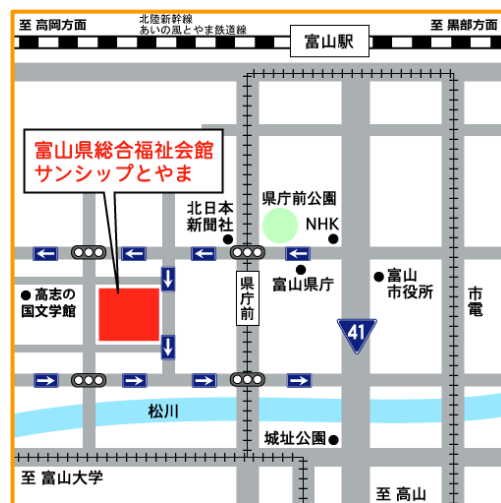 至 高岡方面
北陸新幹線
あいの風とやま鉄道線
至 黒部方面
富山駅
富山県総合福祉会館
サンシップとやま
北日本
新聞社
県庁前公園
NHK
富山県庁
富山
市役所
高志の
国文学館
県庁前
市電
41
松川
城址公園
至 富山大学
至 高山